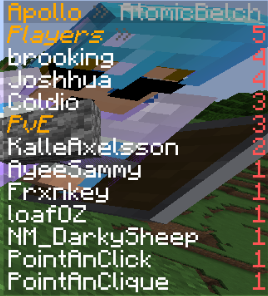 Apollo » AtomicBelch
Players » 5
brooking 4
Joshhua 4
Coldio 3
PvE 3
KalleAxelsson 2
AyeeSammy 1
Frxnkey 1
loafOZ 1
NM_DarkySheep 1
PointAnClick 1
PointAnClique 1